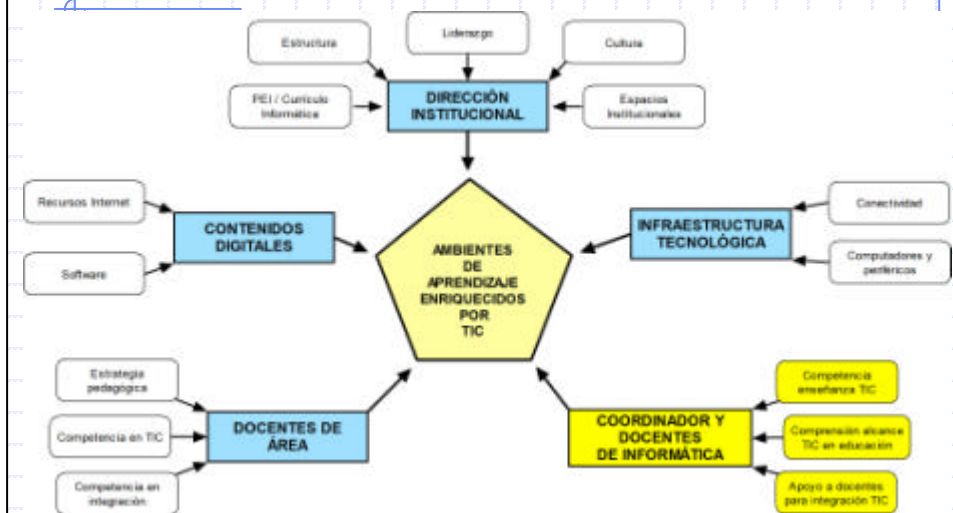 Estructura
Liderazgo
Cultura
PEI / Currículo
Informática
DIRECCIÓN
INSTITUCIONAL
Espacios
Institucionales
Recursos Internet
Software
CONTENIDOS
DIGITALES
AMBIENTES
DE
APRENDIZAJE
ENRIQUECIDOS
POR
TIC
INFRAESTRUCTURA
TECNOLÓGICA
Conectividad
Computadores y
periféricos
Estrategia
pedagógica
Competencia en TIC
Competencia en
integración
DOCENTES DE
ÁREA
COORDINADOR Y
DOCENTES
DE INFORMÁTICA
Competencia
enseñanza TIC
Comprensión alcance
TIC en educación
Apoyo a docentes
para integración TIC